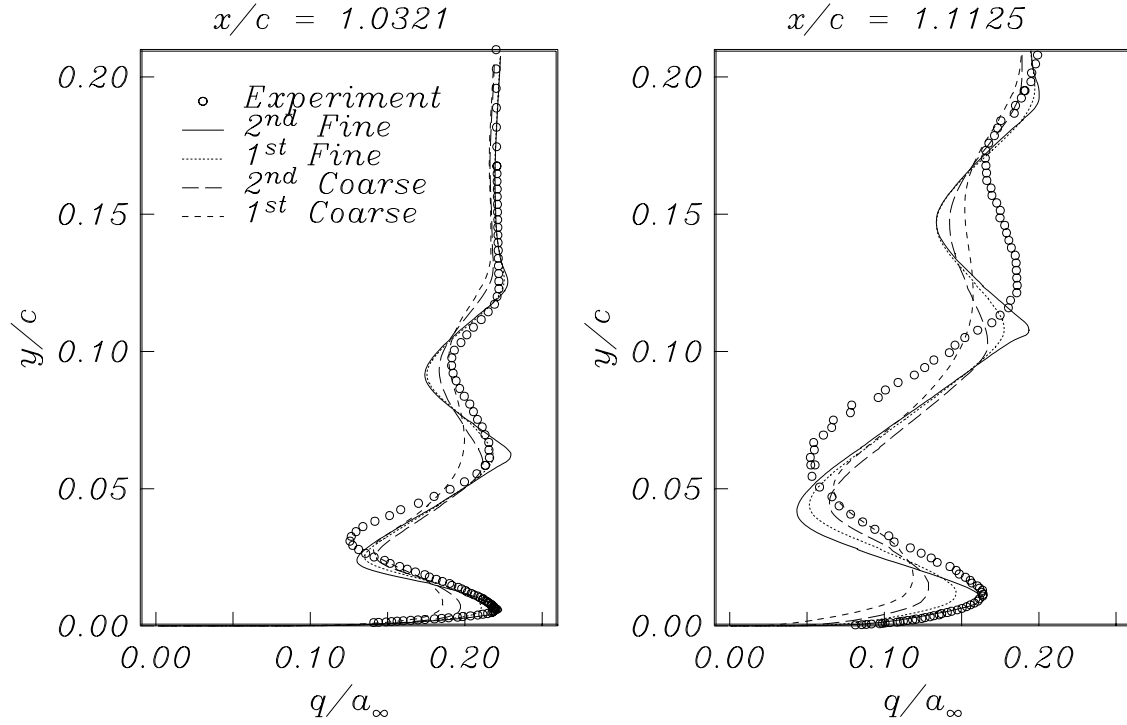 x/c = 1.0321
0.20
0.15
0.10
0.05
0.00
y/c
Experiment
2nd Fine
1st Fine
2nd Coarse
1st Coarse
0.00 0.10 0.20
q/a∞
x/c = 1.1125
0.20
0.15
0.10
0.05
0.00
y/c
0.00 0.10 0.20
q/a∞